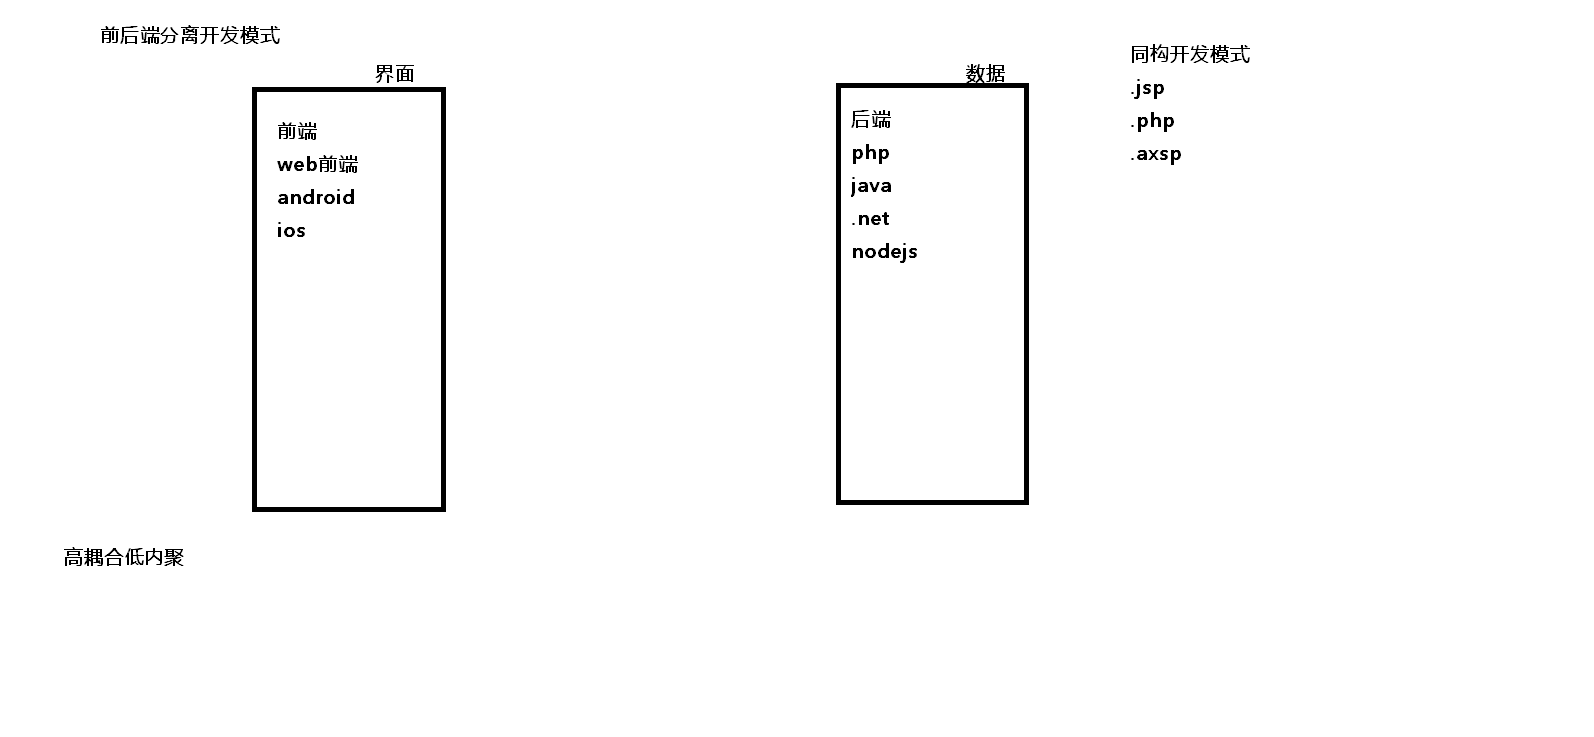 前后端分离开发模式
界面
前端
web前端
android
ios
数据
后端
php
java
.net
nodejs
同构开发模式
.jsp
.php
.axsp
高耦合低内聚